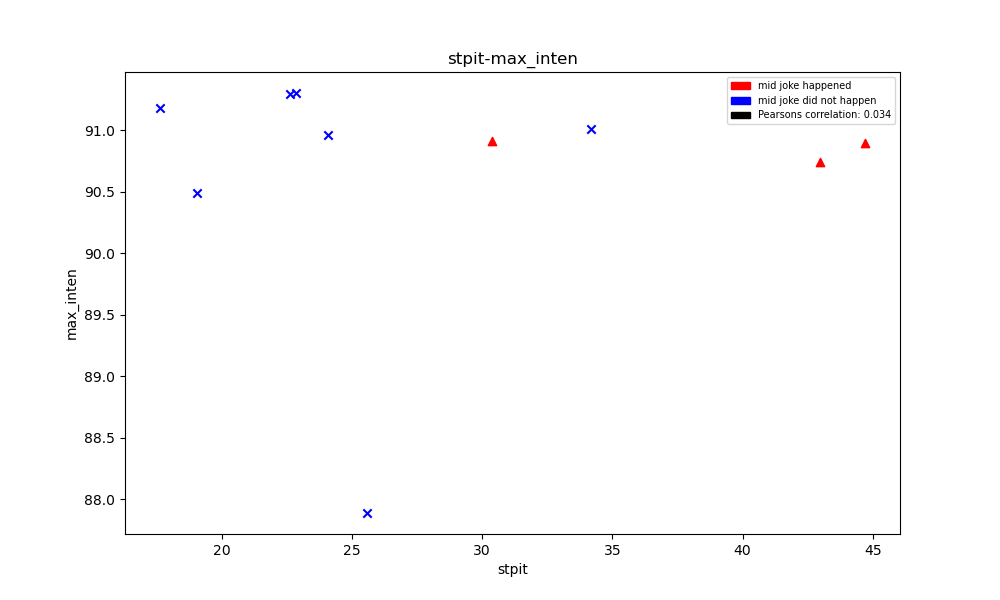 stpit-max_inten
mid joke happened
mid joke did not happen
Pearsons correlation: 0.034
91.0
90.5
90.0
89.5
89.0
88.5
88.0
max_inten
20 25 30 35 40 45
stpit